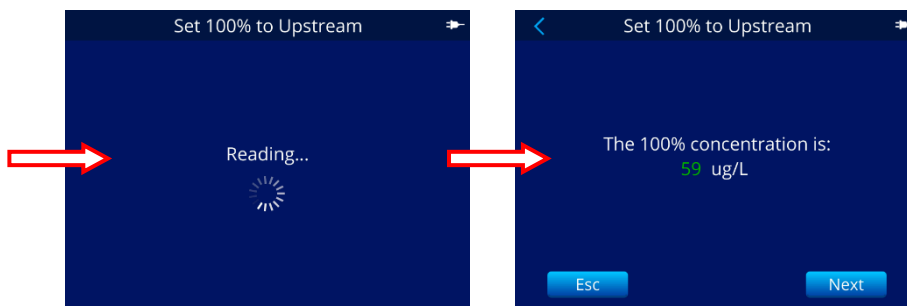 Set 100% to Upstream
Reading...
Set 100% to Upstream
The 100% concentration is:
59 ug/L
Esc
Next